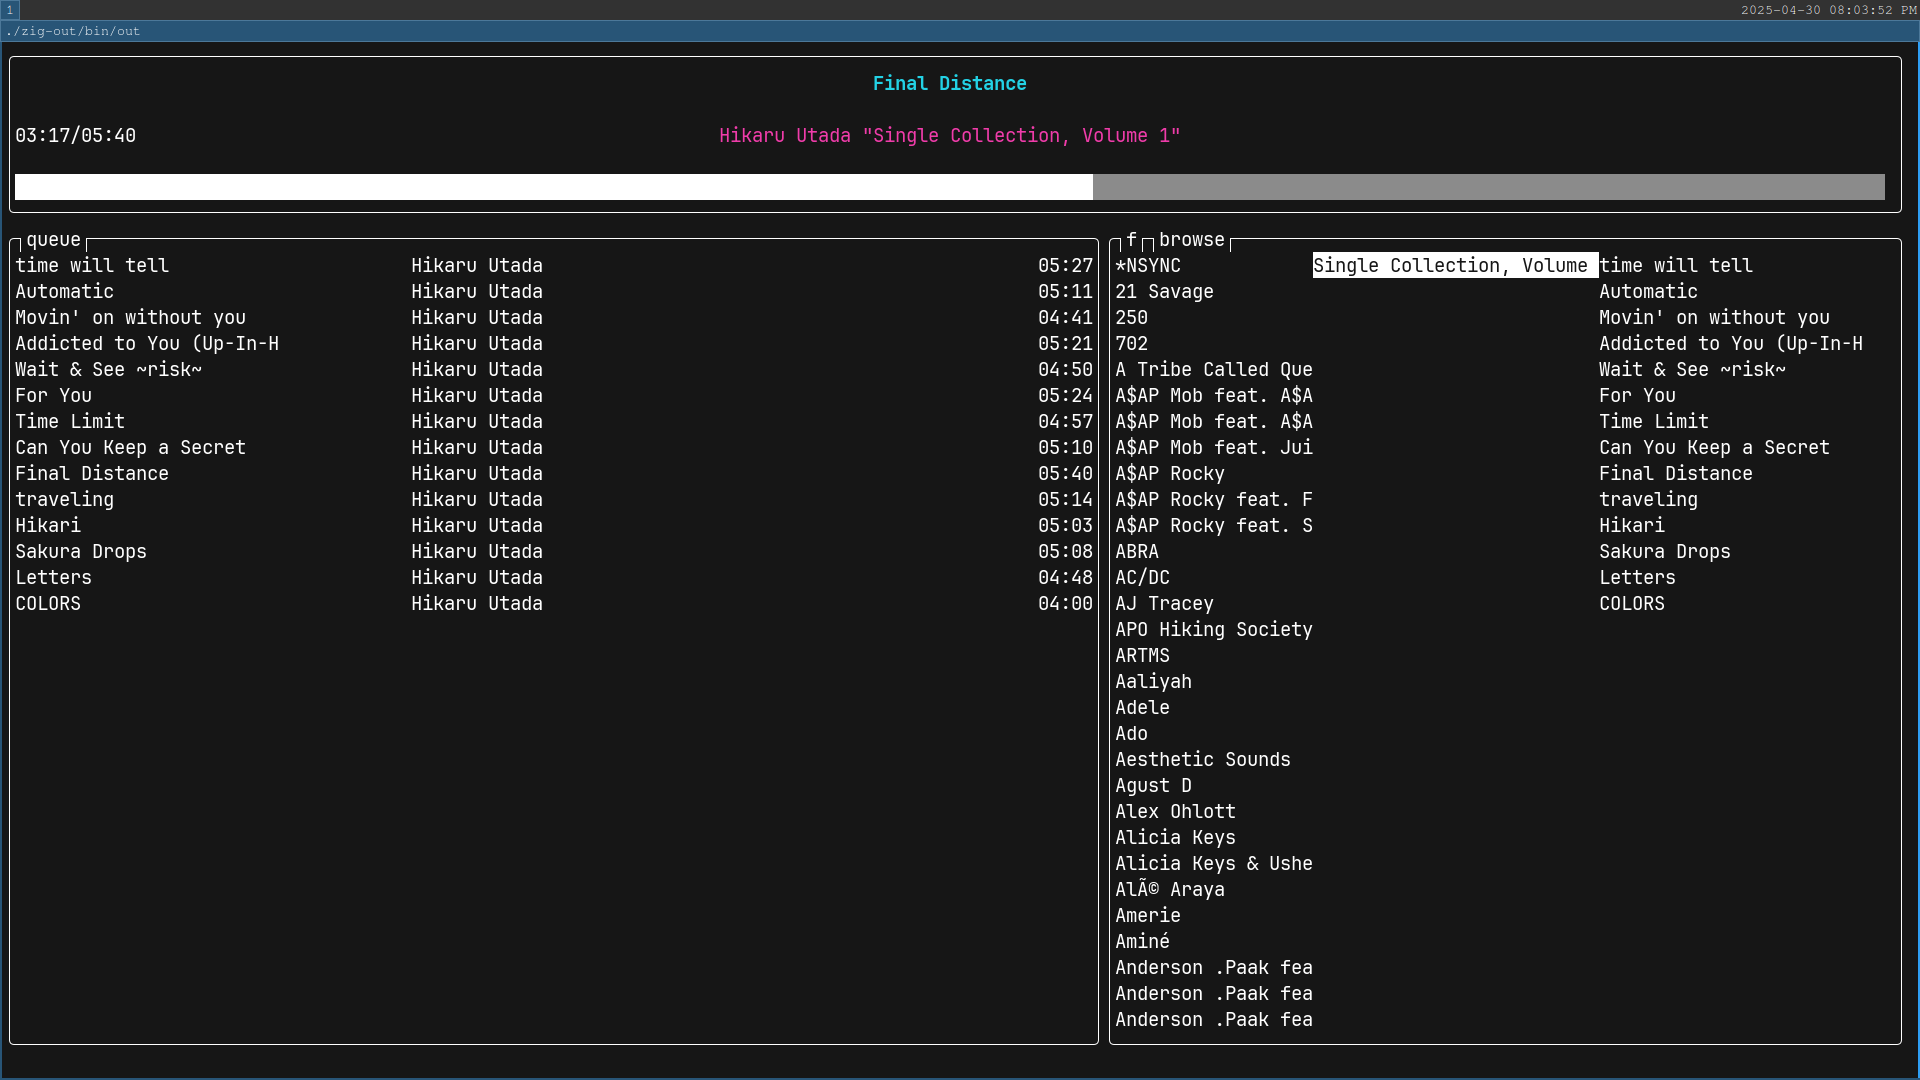 1 2025-04-30 08:03:52 PM
./zig-out/bin/out
Final Distance
03:17/05:40 Hikaru Utada "Single Collection, Volume 1"
queue
time will tell Hikaru Utada 05:27
Automatic Hikaru Utada 05:11
Movin' on without you Hikaru Utada 04:41
Addicted to You (Up-In-H Hikaru Utada 05:21
Wait & See ~risk~ Hikaru Utada 04:50
For You Hikaru Utada 05:24
Time Limit Hikaru Utada 04:57
Can You Keep a Secret Hikaru Utada 05:10
Final Distance Hikaru Utada 05:40
traveling Hikaru Utada 05:14
Hikari Hikaru Utada 05:03
Sakura Drops Hikaru Utada 05:08
Letters Hikaru Utada 04:48
COLORS Hikaru Utada 04:00
f browse
*NSYNC Single Collection, Volume time will tell
21 Savage Automatic
250 Movin' on without you
702 Addicted to You (Up-In-H
A Tribe Called Que Wait & See ~risk~
A$AP Mob feat. A$A For You
A$AP Mob feat. A$A Time Limit
A$AP Mob feat. Jui Can You Keep a Secret
A$AP Rocky Final Distance
A$AP Rocky feat. F traveling
A$AP Rocky feat. S Hikari
ABRA Sakura Drops
AC/DC Letters
AJ Tracey COLORS
APO Hiking Society
ARTMS
Aaliyah
Adele
Ado
Aesthetic Sounds
Agust D
Alex Ohlott
Alicia Keys
Alicia Keys & Ushe
AlÃ© Araya
Amerie
Aminé
Anderson .Paak fea
Anderson .Paak fea
Anderson .Paak fea